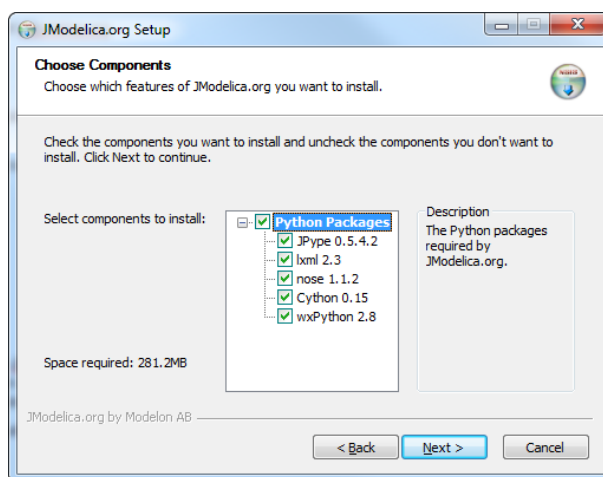 JModelica.org Setup
Choose Components
Choose which features of JModelica.org you want to install.
Check the components you want to install and uncheck the components you don't want to
install. Click Next to continue.
Select components to install:
Python Packages
JPype 0.5.4.2
lxml 2.3
nose 1.1.2
Cython 0.15
wxPython 2.8
Description
The Python packages
required by
JModelica.org.
Space required: 281.2MB
JModelica.org by Modelon AB
< Back
Next >
Cancel